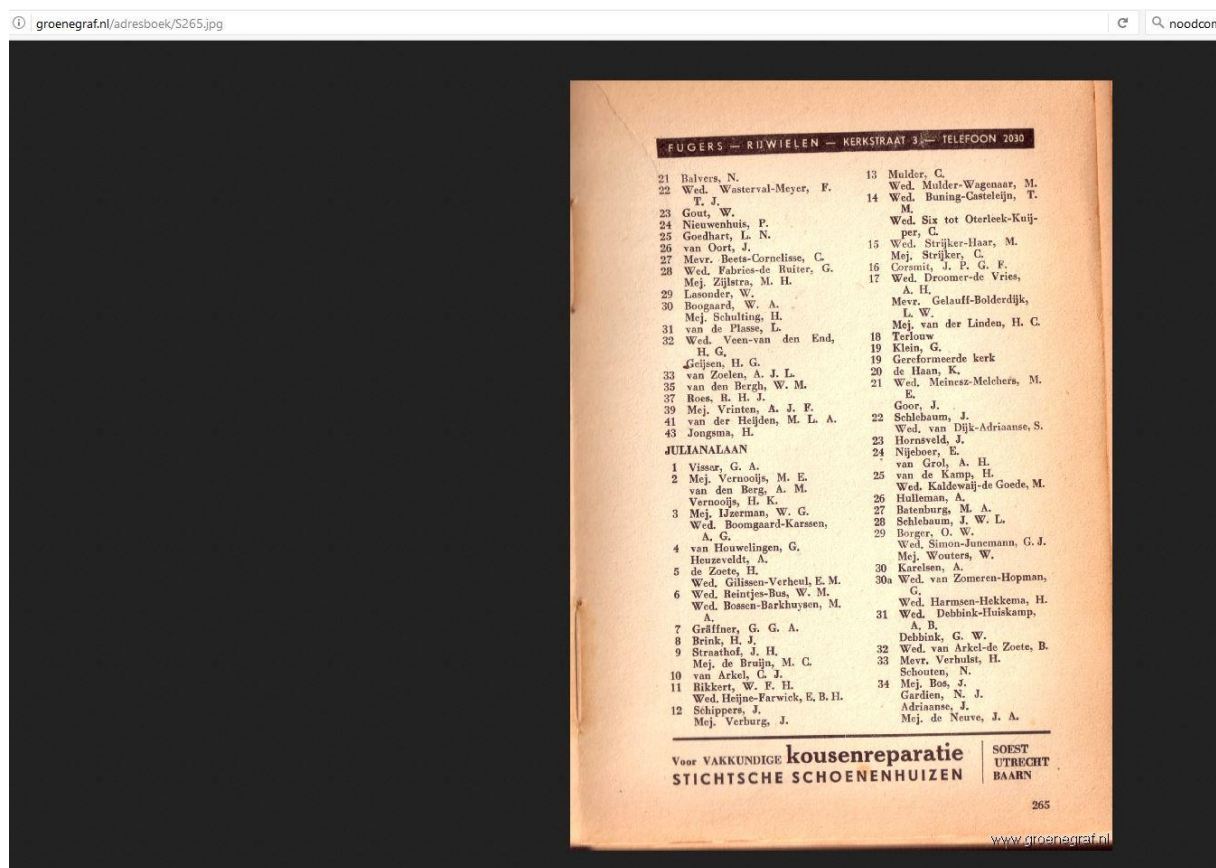 groenegraf.nl/adresboek/S265.jpg
noodcom
FUGERS — RIJWIELEN — KERKSTRAAT 3 — TELEFOON 2030
21 Balvers, N.
22 Wed. Wasterval-Meyer, F.
T. J.
23 Gout, W.
24 Nieuwenhuis, P.
25 Goedhart, L. N.
26 van Oort, J.
27 Mevr. Beets-Cornelisse, C.
28 Wed. Fabries-de Ruiter, G.
Mej. Zijlstra, M. H.
29 Lasonder, W.
30 Boogaard, W. A.
Mej. Schulting, H.
31 van de Plasse, L.
32 Wed. Veen-van den End,
H. G.
Geijsen, H. G.
33 van Zoelen, A. J. L.
35 van den Bergh, W. M.
37 Roes, R. H. J.
39 Mej. Vrinten, A. J. F.
41 van der Heijden, M. L. A.
43 Jongsma, H.
JULIANALAAN
1 Visser, G. A.
2 Mej. Vernooijs, M. E.
van den Berg, A. M.
Vernooijs, H. K.
3 Mej. IJzerman, W. G.
Wed. Boomgaard-Karssen,
A. G.
4 van Houwelingen, G.
Heuzeveldt, A.
5 de Zoete, H.
Wed. Gilissen-Verheul, E. M.
6 Wed. Reintjes-Bus, W. M.
Wed. Bossen-Barkhuysen, M.
A.
7 Gräffner, G. G. A.
8 Brink, H. J.
9 Straathof, J. H.
Mej. de Bruijn, M. C.
10 van Arkel, C. J.
11 Rikkert, W. F. H.
Wed. Heijne-Farwick, E. B. H.
12 Schippers, J.
Mej. Verburg, J.
13 Mulder, C.
Wed. Mulder-Wagenaar, M.
14 Wed. Buning-Casteleijn, T.
M.
Wed. Six tot Oterleek-Kuij-
per, C.
15 Wed. Strijker-Haar, M.
Mej. Strijker, C.
16 Corsmit, J. P. G. F.
17 Wed. Droomer-de Vries,
A. H.
Mevr. Gelauff-Bolderdijk,
L. W.
Mej. van der Linden, H. C.
18 Terlouw
19 Klein, G.
19 Gereformeerde kerk
20 de Haan, K.
21 Wed. Meinesz-Melchers, M.
E.
Goor, J.
22 Schlebaum, J.
Wed. van Dijk-Adriaanse, S.
23 Hornsveld, J.
24 Nijeboer, E.
van Grol, A. H.
25 van de Kamp, H.
Wed. Kaldewaij-de Goede, M.
26 Hulleman, A.
27 Batenburg, M. A.
28 Schlebaum, J. W. L.
29 Borger, O. W.
Wed. Simon-Junemann, G. J.
Mej. Wouters, W.
30 Karelsen, A.
30a Wed. van Zomeren-Hopman,
G.
Wed. Harmsen-Hekkema, H.
31 Wed. Debbink-Huiskamp,
A. B.
Debbink, G. W.
32 Wed. van Arkel-de Zoete, B.
33 Mevr. Verhulst, H.
Schouten, N.
34 Mej. Bos, J.
Gardien, N. J.
Adriaanse, J.
Mej. de Neuve, J. A.
Voor VAKKUNDIGE kousenreparatie
STICHTSCHE SCHOENENHUIZEN
SOEST
UTRECHT
BAARN
265
www.groenegraf.nl